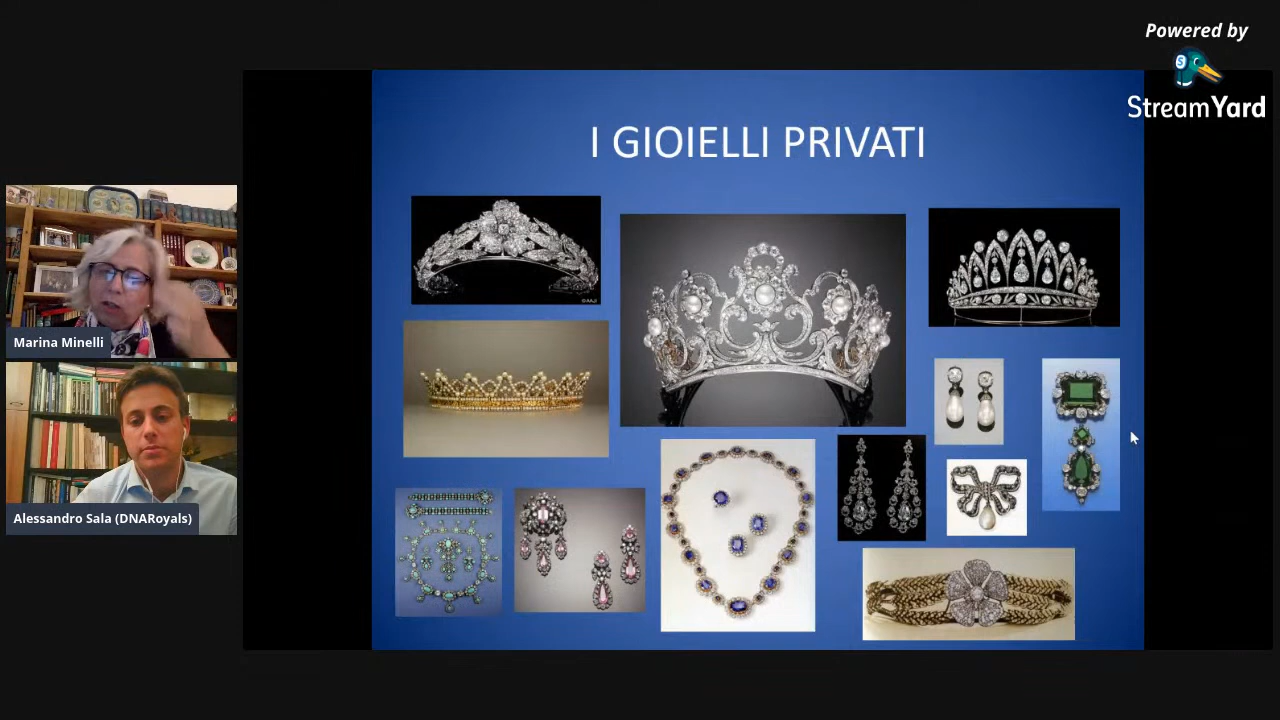 Powered by
StreamYard
I GIOIELLI PRIVATI
Marina Minelli
Alessandro Sala (DNARoyals)